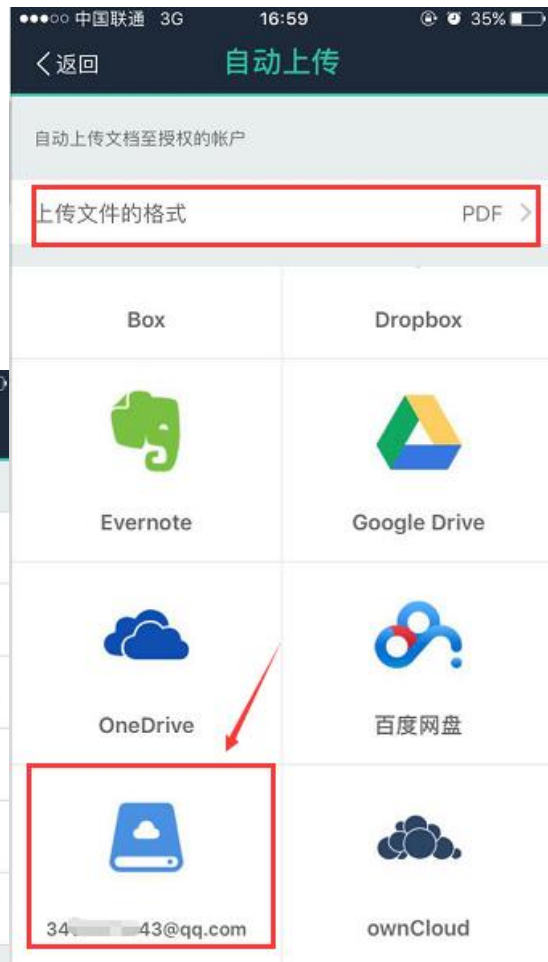 中国联通 3G 16:59 35%
返回 自动上传
自动上传文档至授权的帐户
上传文件的格式 PDF
Box Dropbox
Evernote Google Drive
OneDrive 百度网盘
34 43@qq.com ownCloud